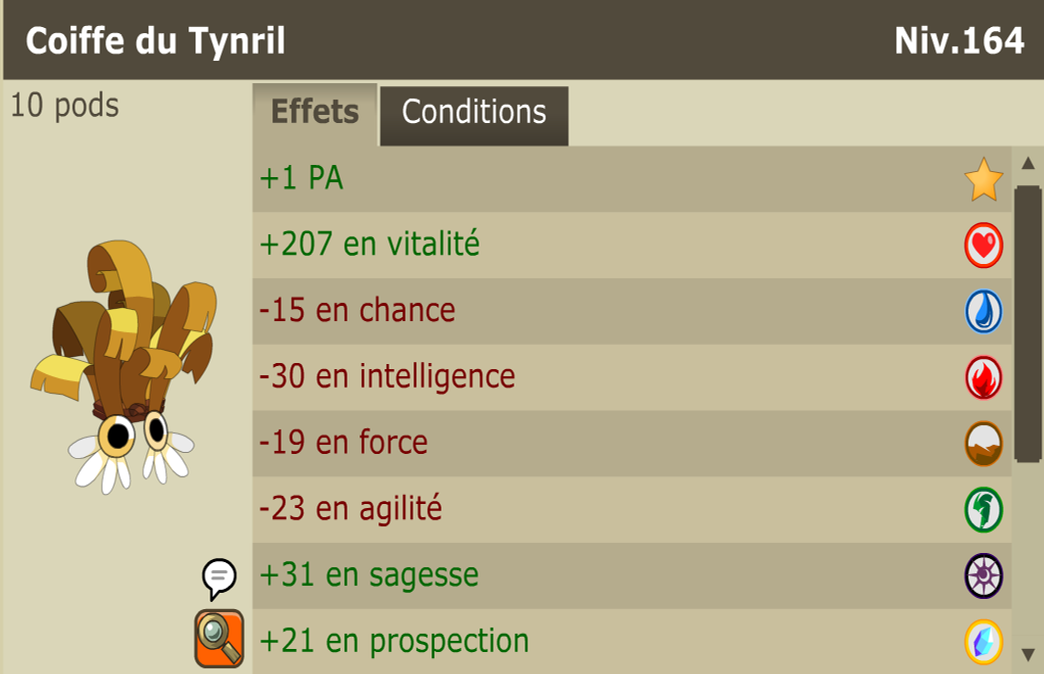 Coiffe du Tynril
Niv.164
10 pods
Effets
Conditions
+1 PA
+207 en vitalité
-15 en chance
-30 en intelligence
-19 en force
-23 en agilité
+31 en sagesse
+21 en prospection